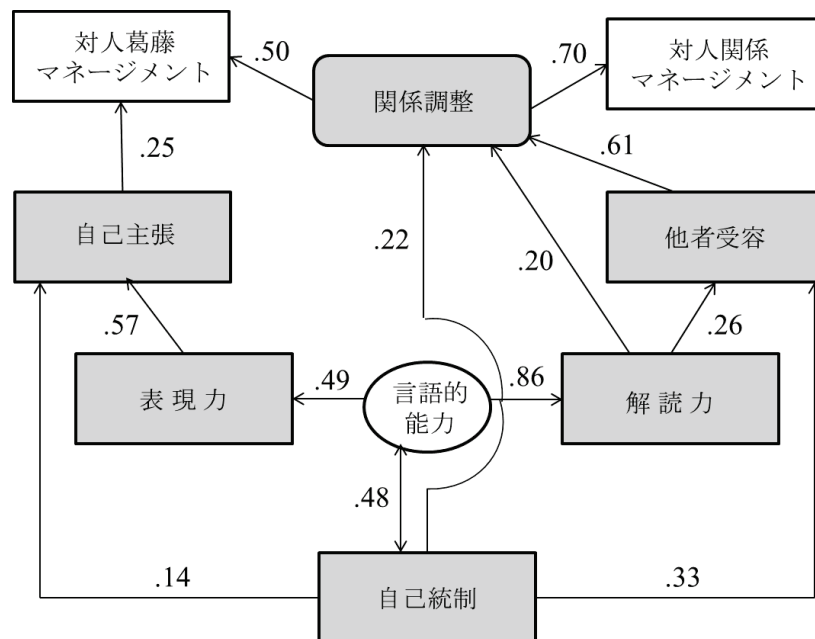 対人葛藤
マネージメント
.50
関係調整
.70
対人関係
マネージメント
.25
.61
自己主張
.22
.20
他者受容
.57
.26
表 現 力
.49
言語的
能力
.86
解 読 力
.48
.14
自己統制
.33